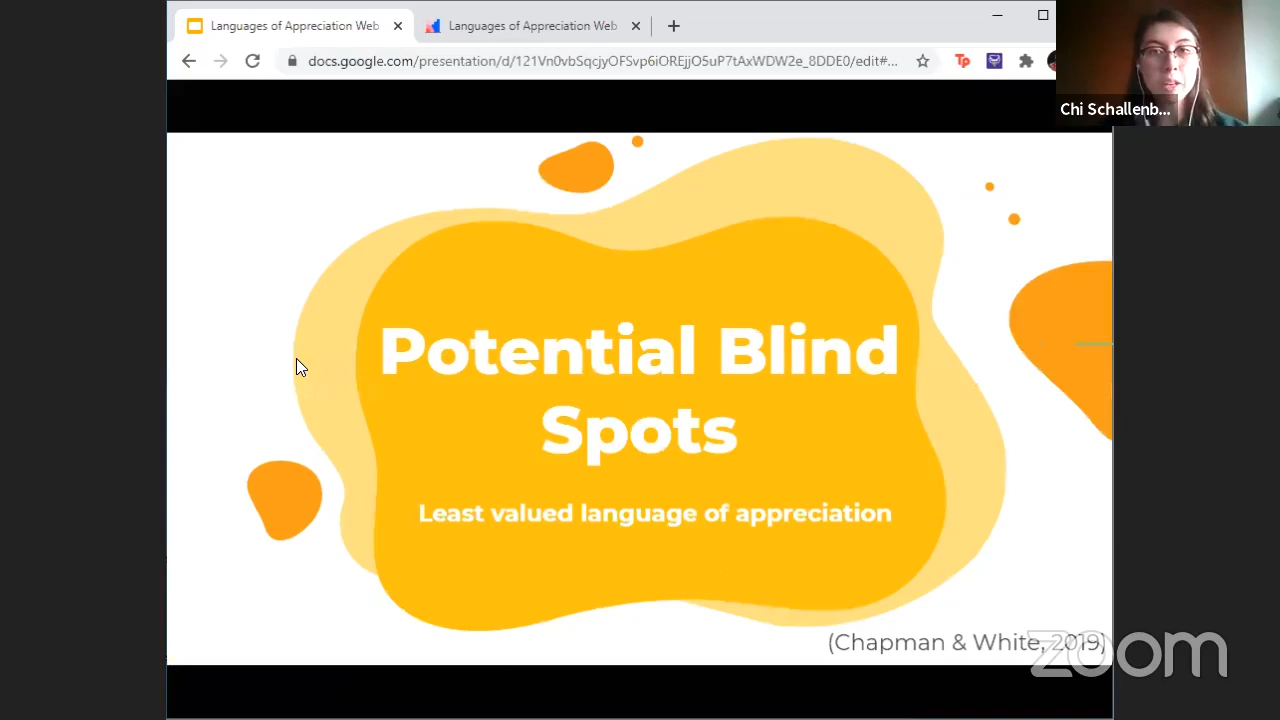 Languages of Appreciation Web
Languages of Appreciation Web
docs.google.com/presentation/d/121Vn0vbSqcjyOFSvp6iOREjjO5uP7tAxWDW2e_8DDE0/edit#...
Tp
Chi Schallenb...
Potential Blind
Spots
Least valued language of appreciation
(Chapman & White, 2019)
zoom